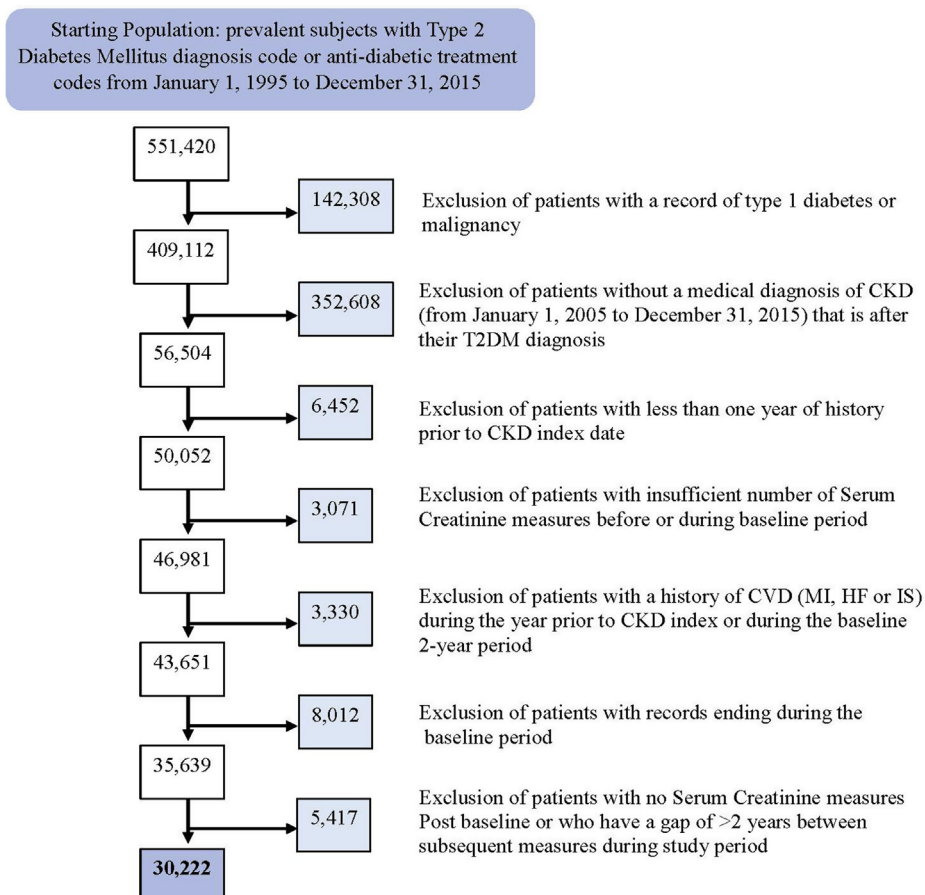 Starting Population: prevalent subjects with Type 2
Diabetes Mellitus diagnosis code or anti-diabetic treatment
codes from January 1, 1995 to December 31, 2015
551,420
142,308
Exclusion of patients with a record of type 1 diabetes or
malignancy
409,112
352,608
Exclusion of patients without a medical diagnosis of CKD
(from January 1, 2005 to December 31, 2015) that is after
their T2DM diagnosis
56,504
6,452
Exclusion of patients with less than one year of history
prior to CKD index date
50,052
3,071
Exclusion of patients with insufficient number of Serum
Creatinine measures before or during baseline period
46,981
3,330
Exclusion of patients with a history of CVD (MI, HF or IS)
during the year prior to CKD index or during the baseline
2-year period
43,651
8,012
Exclusion of patients with records ending during the
baseline period
35,639
5,417
Exclusion of patients with no Serum Creatinine measures
Post baseline or who have a gap of >2 years between
subsequent measures during study period
30,222